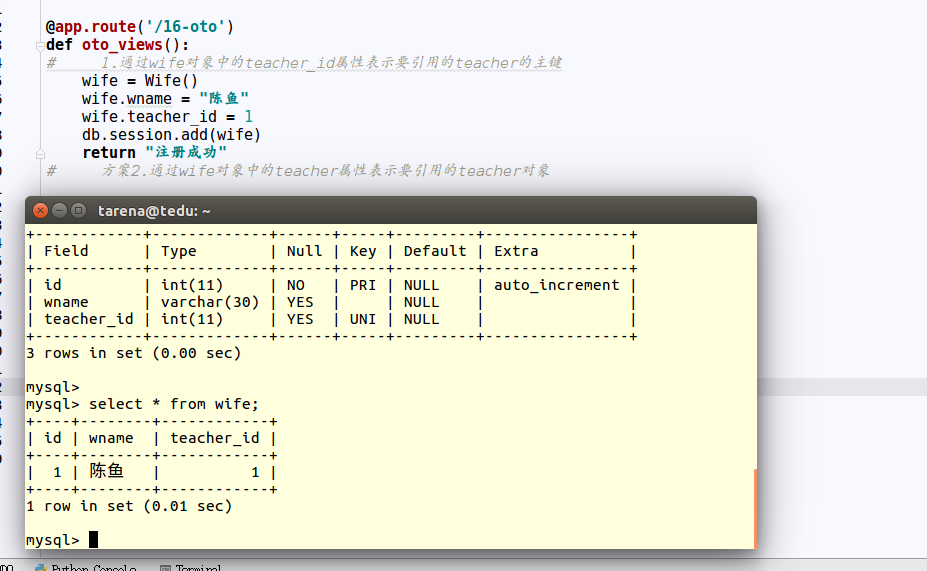 @app.route('/16-oto')
def oto_views():
#     1.通过wife对象中的teacher_id属性表示要引用的teacher的主键
    wife = Wife()
    wife.wname = "陈鱼"
    wife.teacher_id = 1
    db.session.add(wife)
    return "注册成功"
#     方案2.通过wife对象中的teacher属性表示要引用的teacher对象
tarena@tedu: ~
+------------+-------------+------+-----+---------+----------------+
| Field      | Type        | Null | Key | Default | Extra          |
+------------+-------------+------+-----+---------+----------------+
| id         | int(11)     | NO   | PRI | NULL    | auto_increment |
| wname      | varchar(30) | YES  |     | NULL    |                |
| teacher_id | int(11)     | YES  | UNI | NULL    |                |
+------------+-------------+------+-----+---------+----------------+
3 rows in set (0.00 sec)
mysql>
mysql> select * from wife;
+----+--------+------------+
| id | wname  | teacher_id |
+----+--------+------------+
|  1 | 陈鱼   |          1 |
+----+--------+------------+
1 row in set (0.01 sec)
mysql>
Python Console Terminal